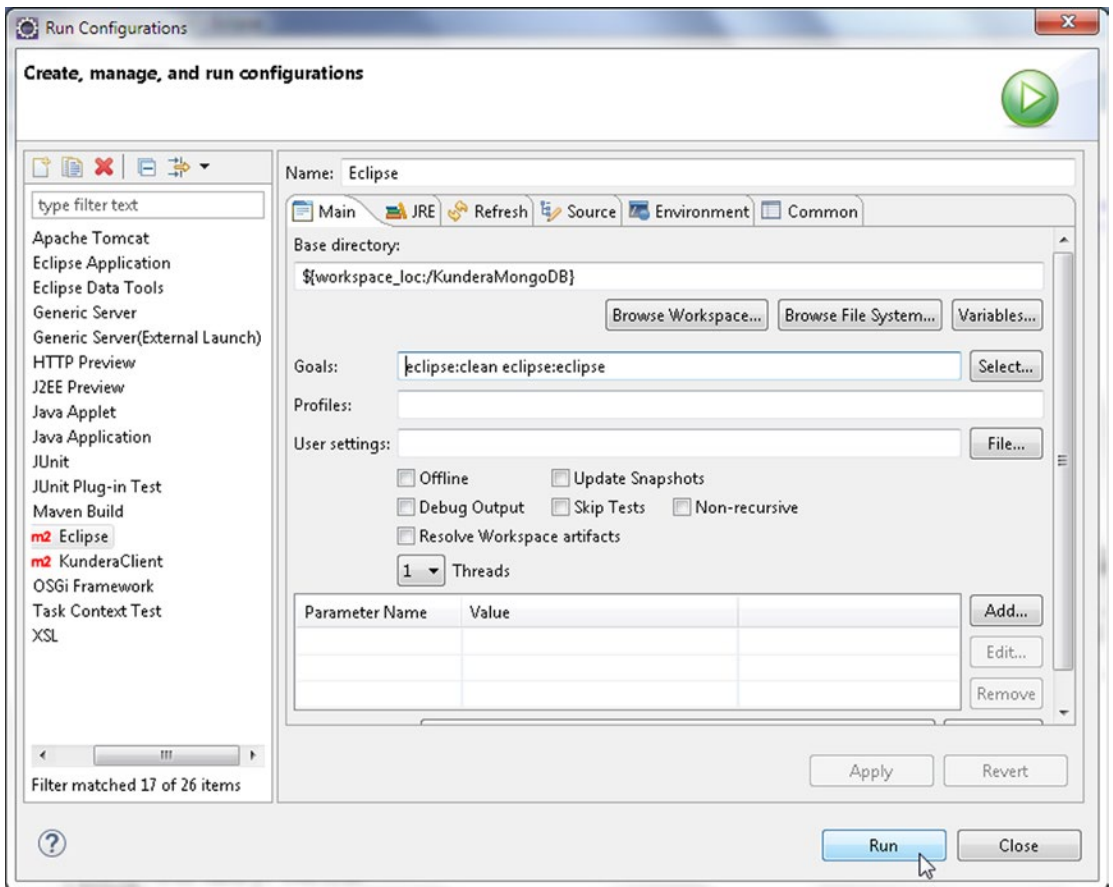 Run Configurations
Create, manage, and run configurations
type filter text
Apache Tomcat
Eclipse Application
Eclipse Data Tools
Generic Server
Generic Server(External Launch)
HTTP Preview
J2EE Preview
Java Applet
Java Application
JUnit
JUnit Plug-in Test
Maven Build
m2 Eclipse
m2 KunderaClient
OSGi Framework
Task Context Test
XSL
Filter matched 17 of 26 items
Name: Eclipse
Main JRE Refresh Source Environment Common
Base directory:
${workspace_loc:/KunderaMongoDB}
Browse Workspace... Browse File System... Variables...
Goals: eclipse:clean eclipse:eclipse Select...
Profiles:
User settings: File...
Offline Update Snapshots
Debug Output Skip Tests Non-recursive
Resolve Workspace artifacts
1 Threads
Parameter Name Value Add...
Edit...
Remove
Apply Revert
Run Close